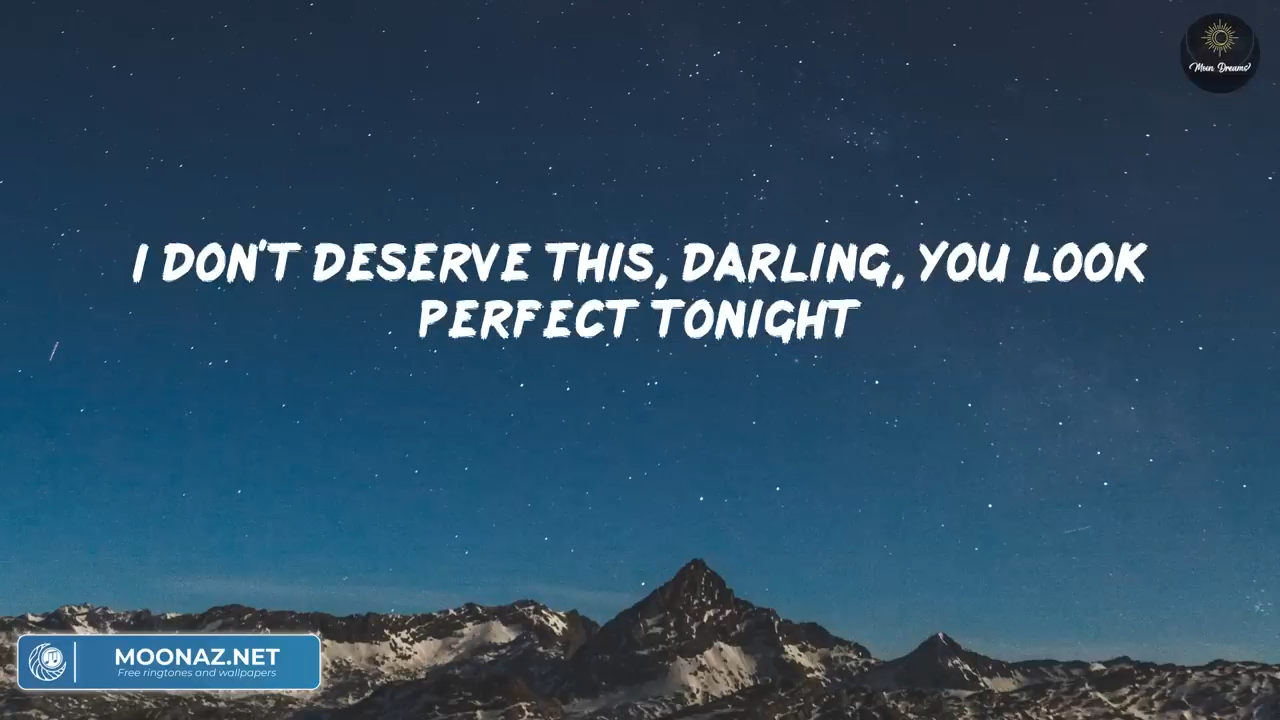 Moon Dreams
I DON'T DESERVE THIS, DARLING, YOU LOOK
PERFECT TONIGHT
MOONAZ.NET
Free ringtones and wallpapers